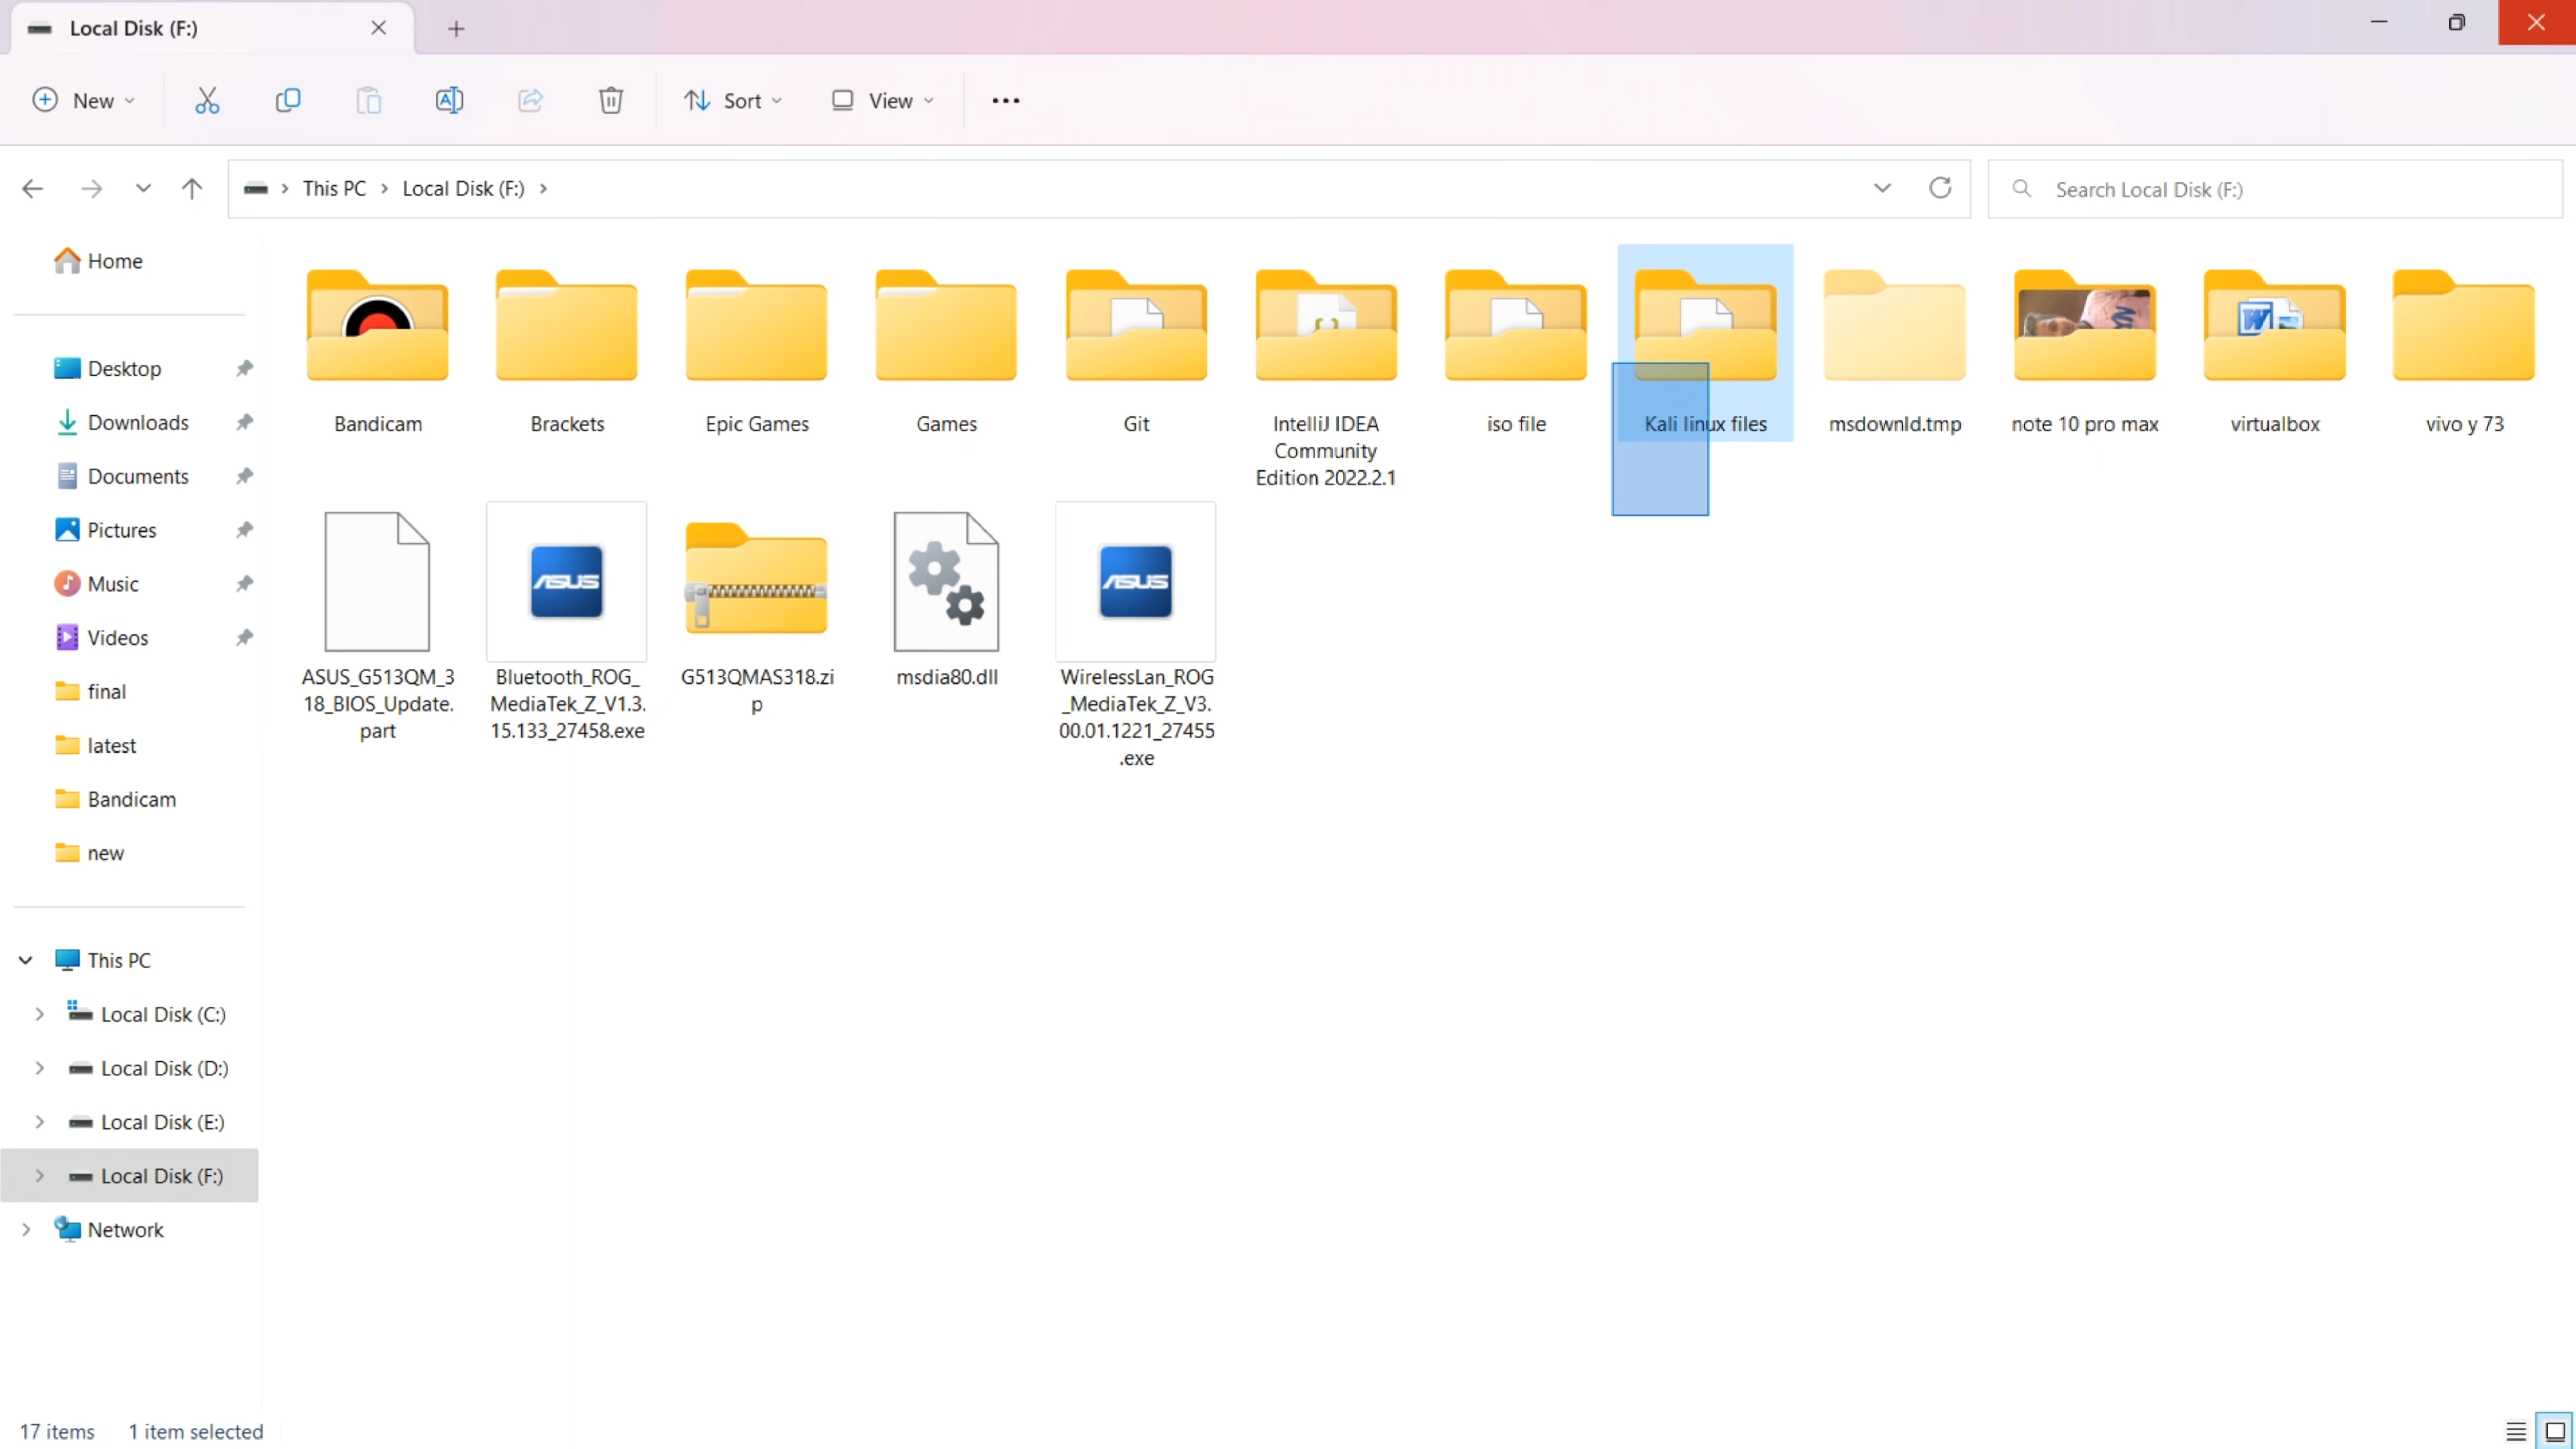 Local Disk (F:)
New
Sort
View
This PC
Local Disk (F:)
Search Local Disk (F:)
Home
Desktop
Downloads
Documents
Pictures
Music
Videos
final
latest
Bandicam
new
This PC
Local Disk (C:)
Local Disk (D:)
Local Disk (E:)
Local Disk (F:)
Network
Bandicam
Brackets
Epic Games
Games
Git
IntelliJ IDEA
Community
Edition 2022.2.1
iso file
Kali linux files
msdownld.tmp
note 10 pro max
virtualbox
vivo y 73
ASUS_G513QM_3
18_BIOS_Update.
part
ASUS
Bluetooth_ROG_
MediaTek_Z_V1.3.
15.133_27458.exe
G513QMAS318.zi
p
msdia80.dll
ASUS
WirelessLan_ROG
_MediaTek_Z_V3.
00.01.1221_27455
.exe
17 items 1 item selected